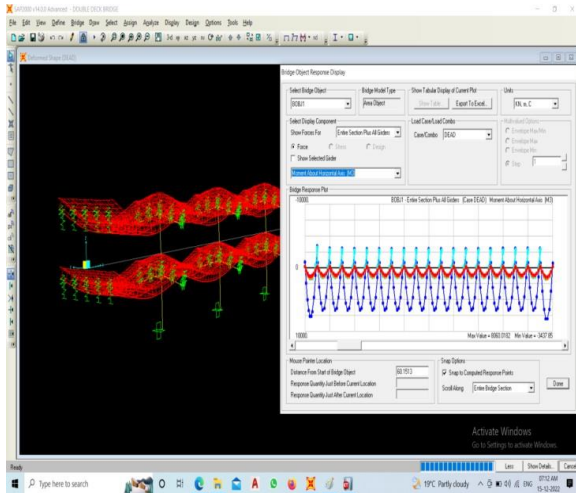 SAP2000 v14.0.0 Advanced - DOUBLE DECK BRIDGE
File Edit View Define Bridge Draw Select Assign Analyze Display Design Options Tools Help
Deformed Shape (DEAD)
Bridge Object Response Display
Select Bridge Object
BOBJ1
Bridge Model Type
Area Object
Show Tabular Display of Current Plot
Show Table
Export To Excel...
Units
KN, m, C
Select Display Component
Show Forces For
Entire Section Plus All Girders
Force
Stress
Design
Show Selected Girder
Moment About Horizontal Axis (M3)
Load Case/Load Combo
Case/Combo
DEAD
Multivalued Options
Envelope Max/Min
Envelope Max
Envelope Min
Step
Bridge Response Plot
-10000.
BOBJ1 - Entire Section Plus All Girders (Case DEAD) Moment About Horizontal Axis (M3)
0
10000.
Max Value = 8060.0182 Min Value = -3437.85
Mouse Pointer Location
Distance From Start of Bridge Object
60.1513
Response Quantity Just Before Current Location
Response Quantity Just After Current Location
Snap Options
Snap to Computed Response Points
Scroll Along
Entire Bridge Section
Done
Activate Windows
Go to Settings to activate Windows.
Ready
Less
Show Details...
Cancel
Type here to search
19°C Partly cloudy
ENG
07:12 AM
15-12-2022